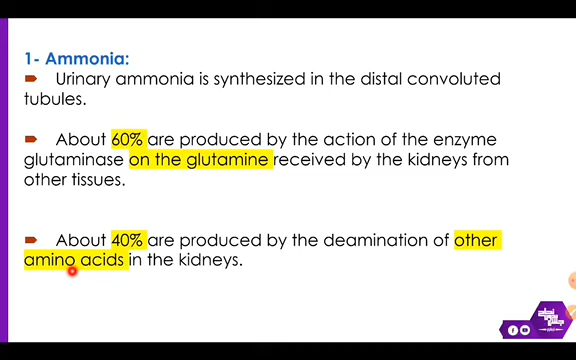 1- Ammonia:
Urinary ammonia is synthesized in the distal convoluted
tubules.
About 60% are produced by the action of the enzyme
glutaminase on the glutamine received by the kidneys from
other tissues.
About 40% are produced by the deamination of other
amino acids in the kidneys.